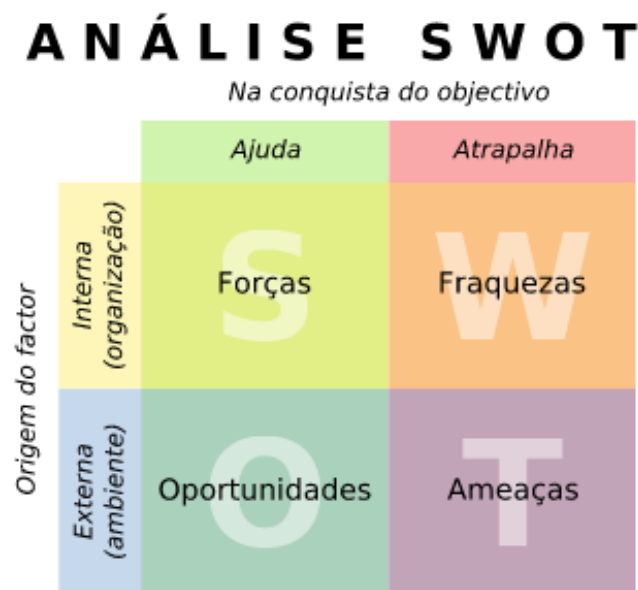 ANÁLISE SWOT
Na conquista do objectivo
Ajuda
Atrapalha
Origem do factor
Interna
(organização)
S
Forças
W
Fraquezas
Externa
(ambiente)
O
Oportunidades
T
Ameaças